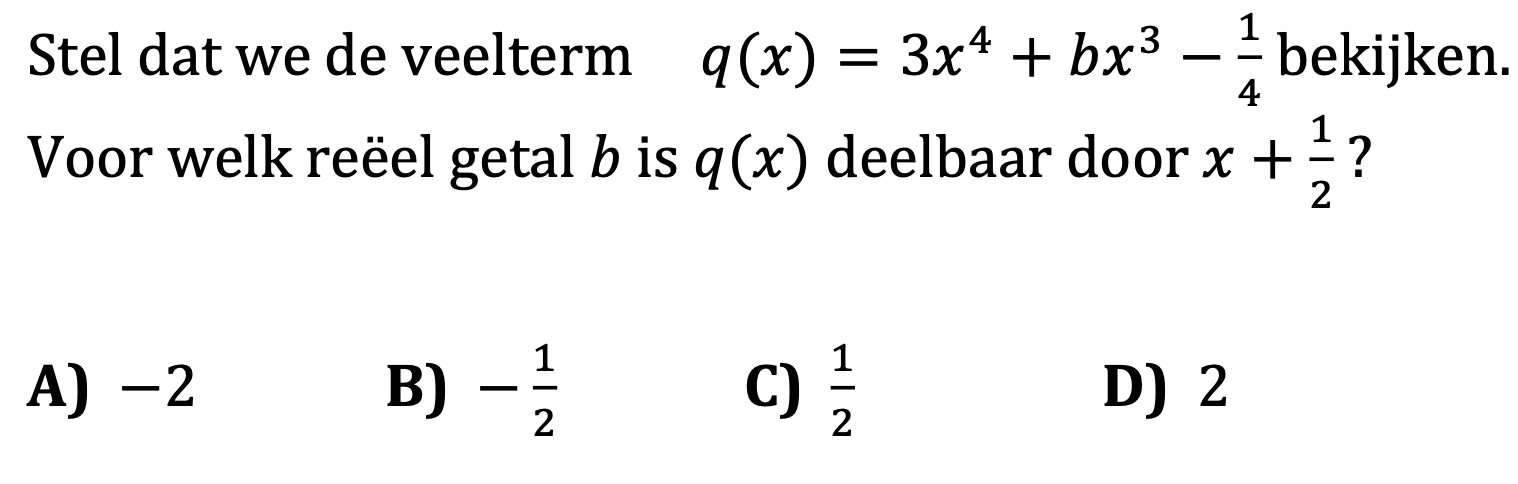 Stel dat we de veelterm q(x) = 3x⁴ + bx³ − 1/4 bekijken.
Voor welk reëel getal b is q(x) deelbaar door x + 1/2 ?
A) −2 B) − 1/2 C) 1/2 D) 2